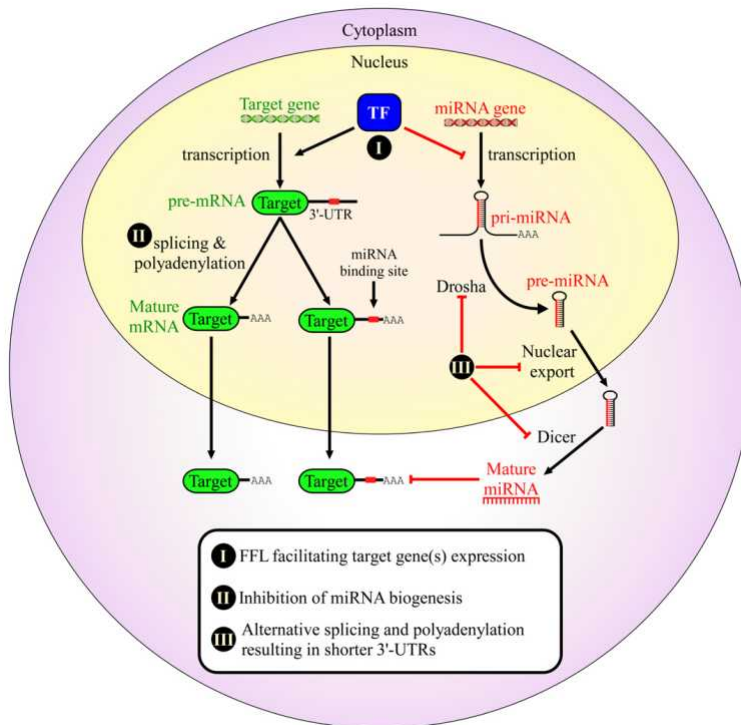 Cytoplasm
Nucleus
Target gene
TF
miRNA gene
I
transcription
transcription
pre-mRNA
Target
3'-UTR
pri-miRNA
AAA
II
splicing &
polyadenylation
miRNA
binding site
pre-miRNA
Drosha
Mature
mRNA
Target
AAA
Target
AAA
III
Nuclear
export
Dicer
Target
AAA
Target
AAA
Mature
miRNA
I FFL facilitating target gene(s) expression
II Inhibition of miRNA biogenesis
III Alternative splicing and polyadenylation
resulting in shorter 3'-UTRs